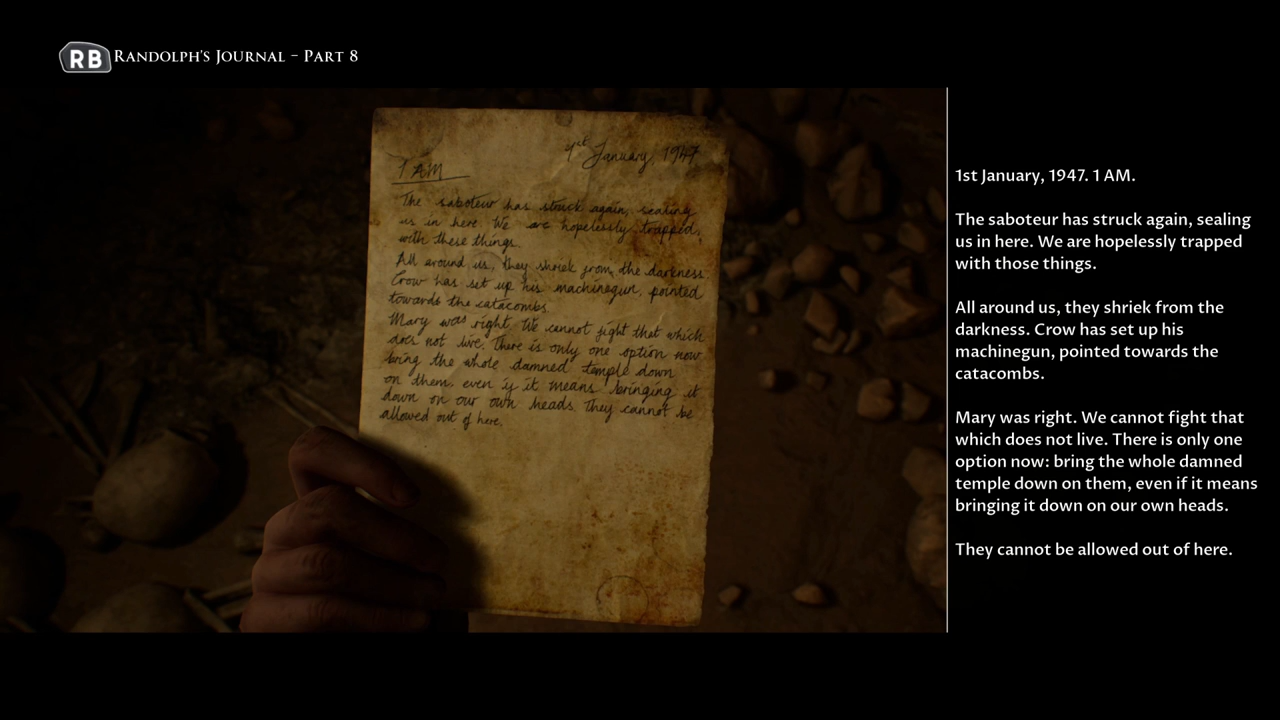 RB RANDOLPH'S JOURNAL – PART 8
1st January, 1947
1 AM
The saboteur has struck again, sealing
us in here. We are hopelessly trapped,
with these things.
All around us, they shriek from the darkness
Crow has set up his machinegun, pointed
towards the catacombs.
Mary was right. We cannot fight that which
does not live. There is only one option now
bring the whole damned temple down
on them, even if it means bringing it
down on our own heads. They cannot be
allowed out of here.
1st January, 1947. 1 AM.
The saboteur has struck again, sealing
us in here. We are hopelessly trapped
with those things.
All around us, they shriek from the
darkness. Crow has set up his
machinegun, pointed towards the
catacombs.
Mary was right. We cannot fight that
which does not live. There is only one
option now: bring the whole damned
temple down on them, even if it means
bringing it down on our own heads.
They cannot be allowed out of here.